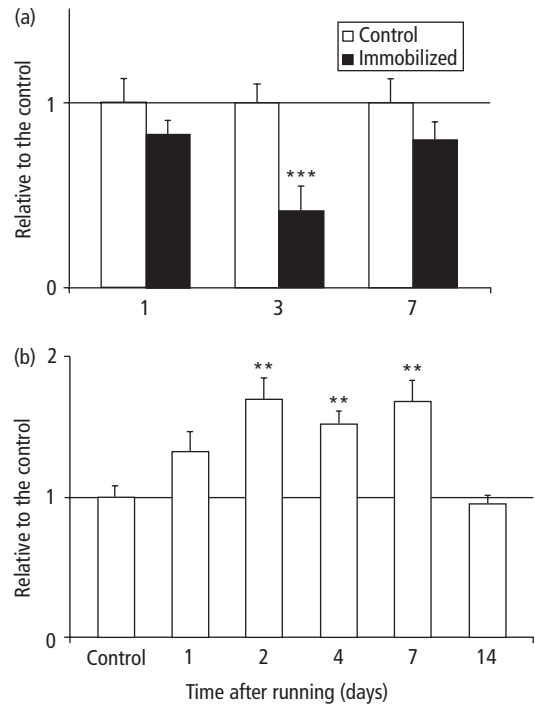 (a)
Control
Immobilized
Relative to the control
1
***
0
1 3 7
(b)
2
** ** **
Relative to the control
1
0
Control 1 2 4 7 14
Time after running (days)